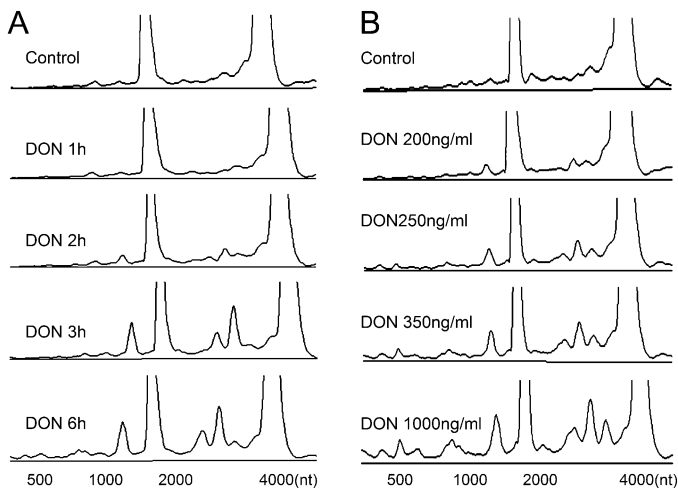 A
Control
DON 1h
DON 2h
DON 3h
DON 6h
500 1000 2000 4000(nt)
B
Control
DON 200ng/ml
DON250ng/ml
DON 350ng/ml
DON 1000ng/ml
500 1000 2000 4000(nt)